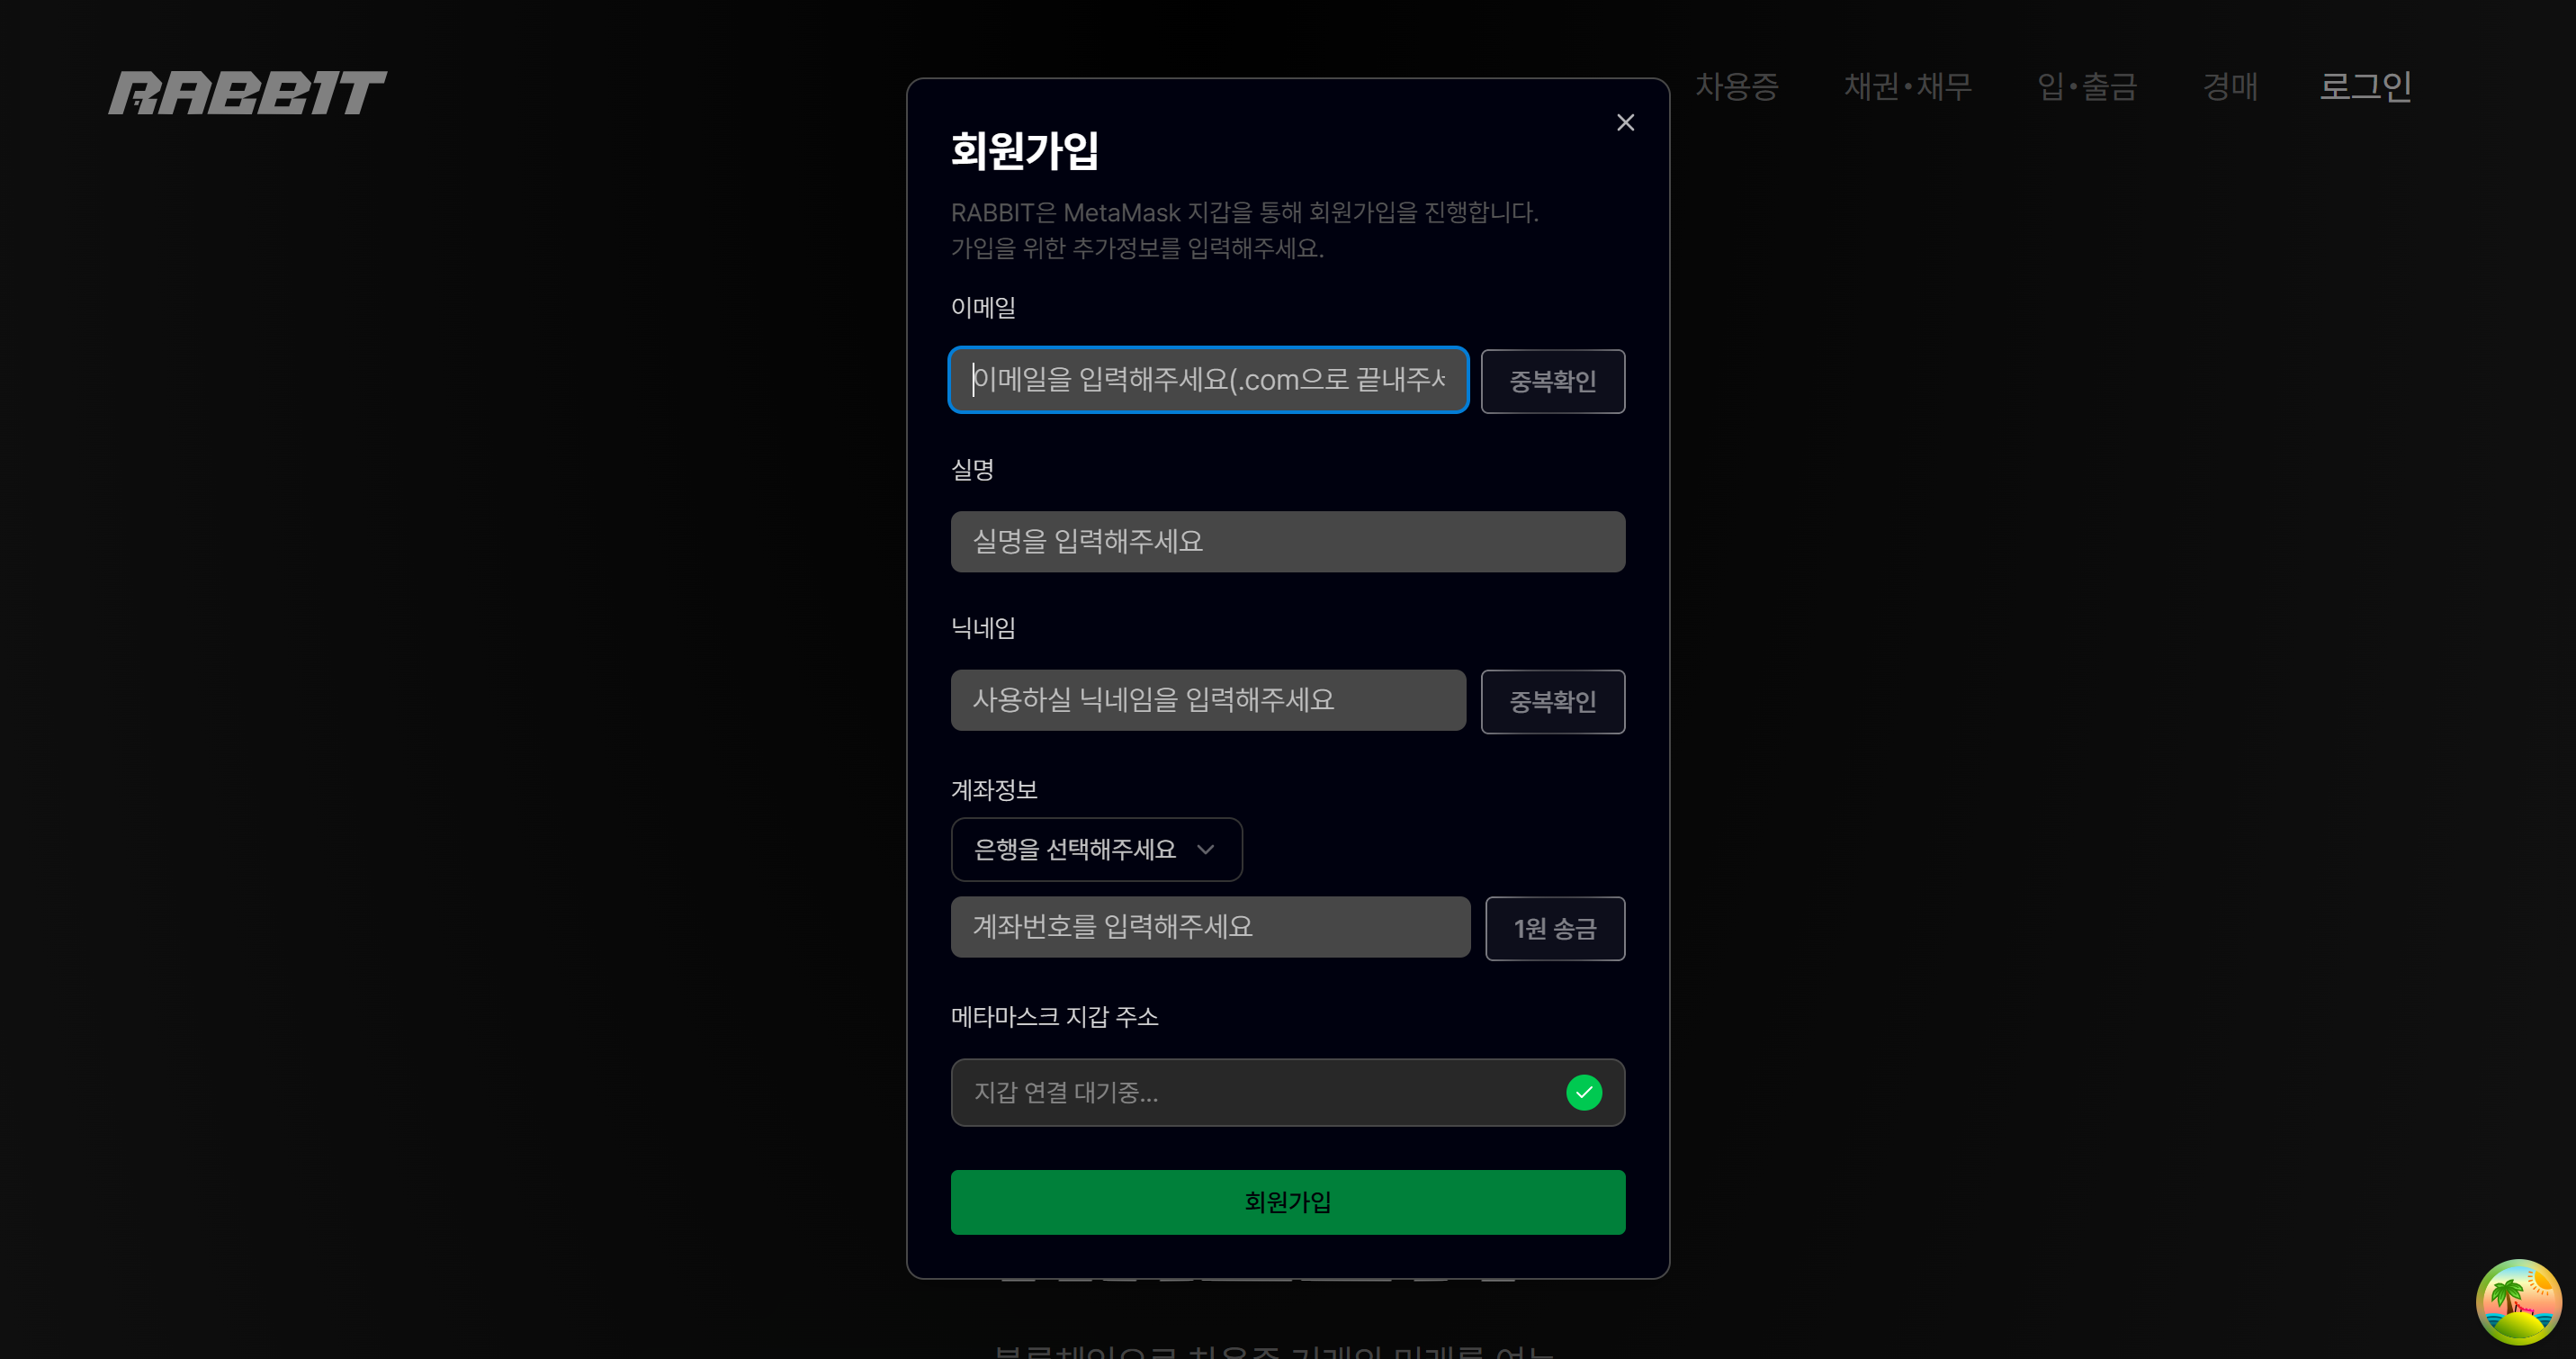 RABBIT
차용증
채권•채무
입•출금
경매
로그인
회원가입
RABBIT은 MetaMask 지갑을 통해 회원가입을 진행합니다.
가입을 위한 추가정보를 입력해주세요.
이메일
이메일을 입력해주세요(.com으로 끝내주
중복확인
실명
실명을 입력해주세요
닉네임
사용하실 닉네임을 입력해주세요
중복확인
계좌정보
은행을 선택해주세요
계좌번호를 입력해주세요
1원 송금
메타마스크 지갑 주소
지갑 연결 대기중...
회원가입